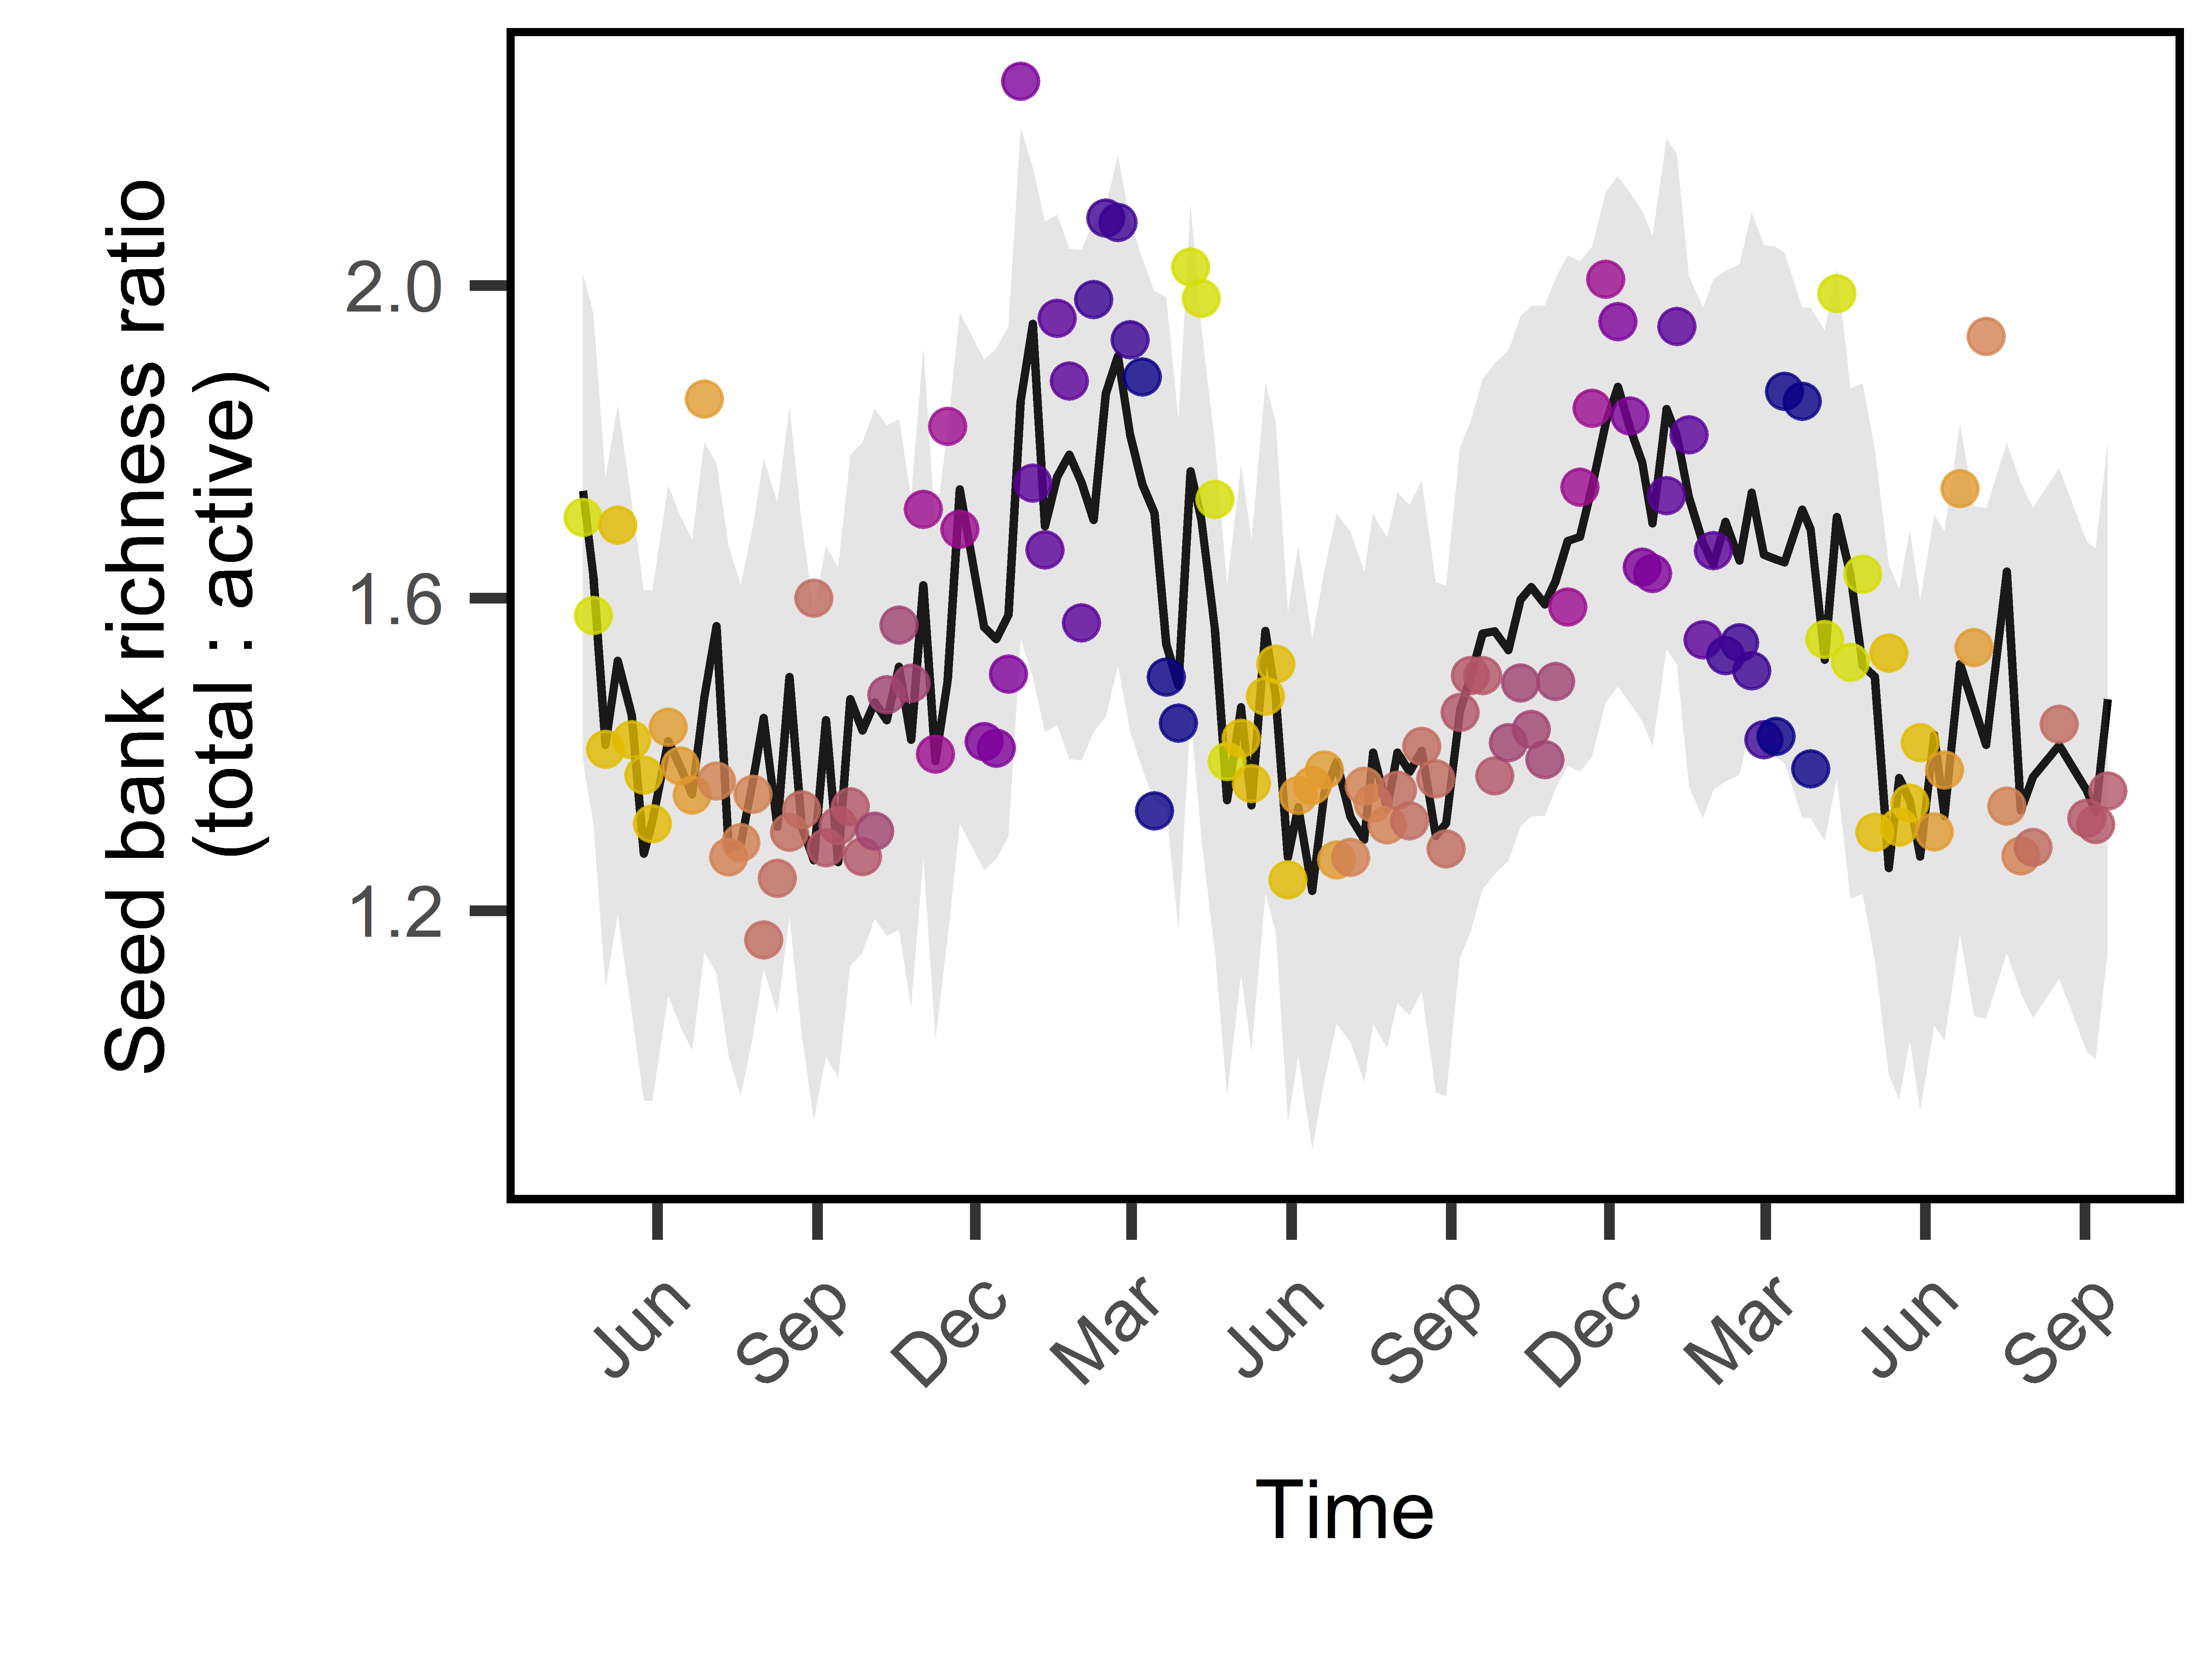 Seed bank richness ratio
(total : active)
2.0
1.6
1.2
Jun
Sep
Dec
Mar
Jun
Sep
Dec
Mar
Jun
Sep
Time